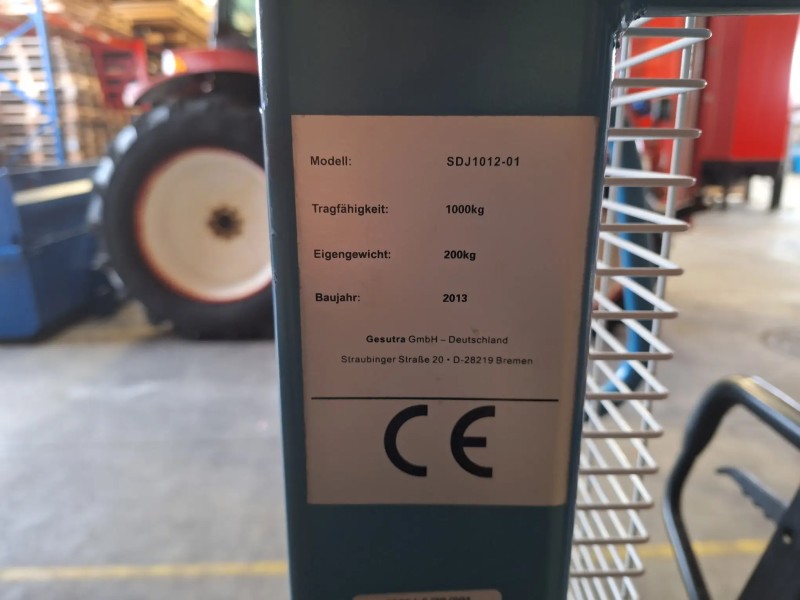 Modell: SDJ1012-01
Tragfähigkeit: 1000kg
Eigengewicht: 200kg
Baujahr: 2013
Gesutra GmbH – Deutschland
Straubinger Straße 20 • D-28219 Bremen
CE